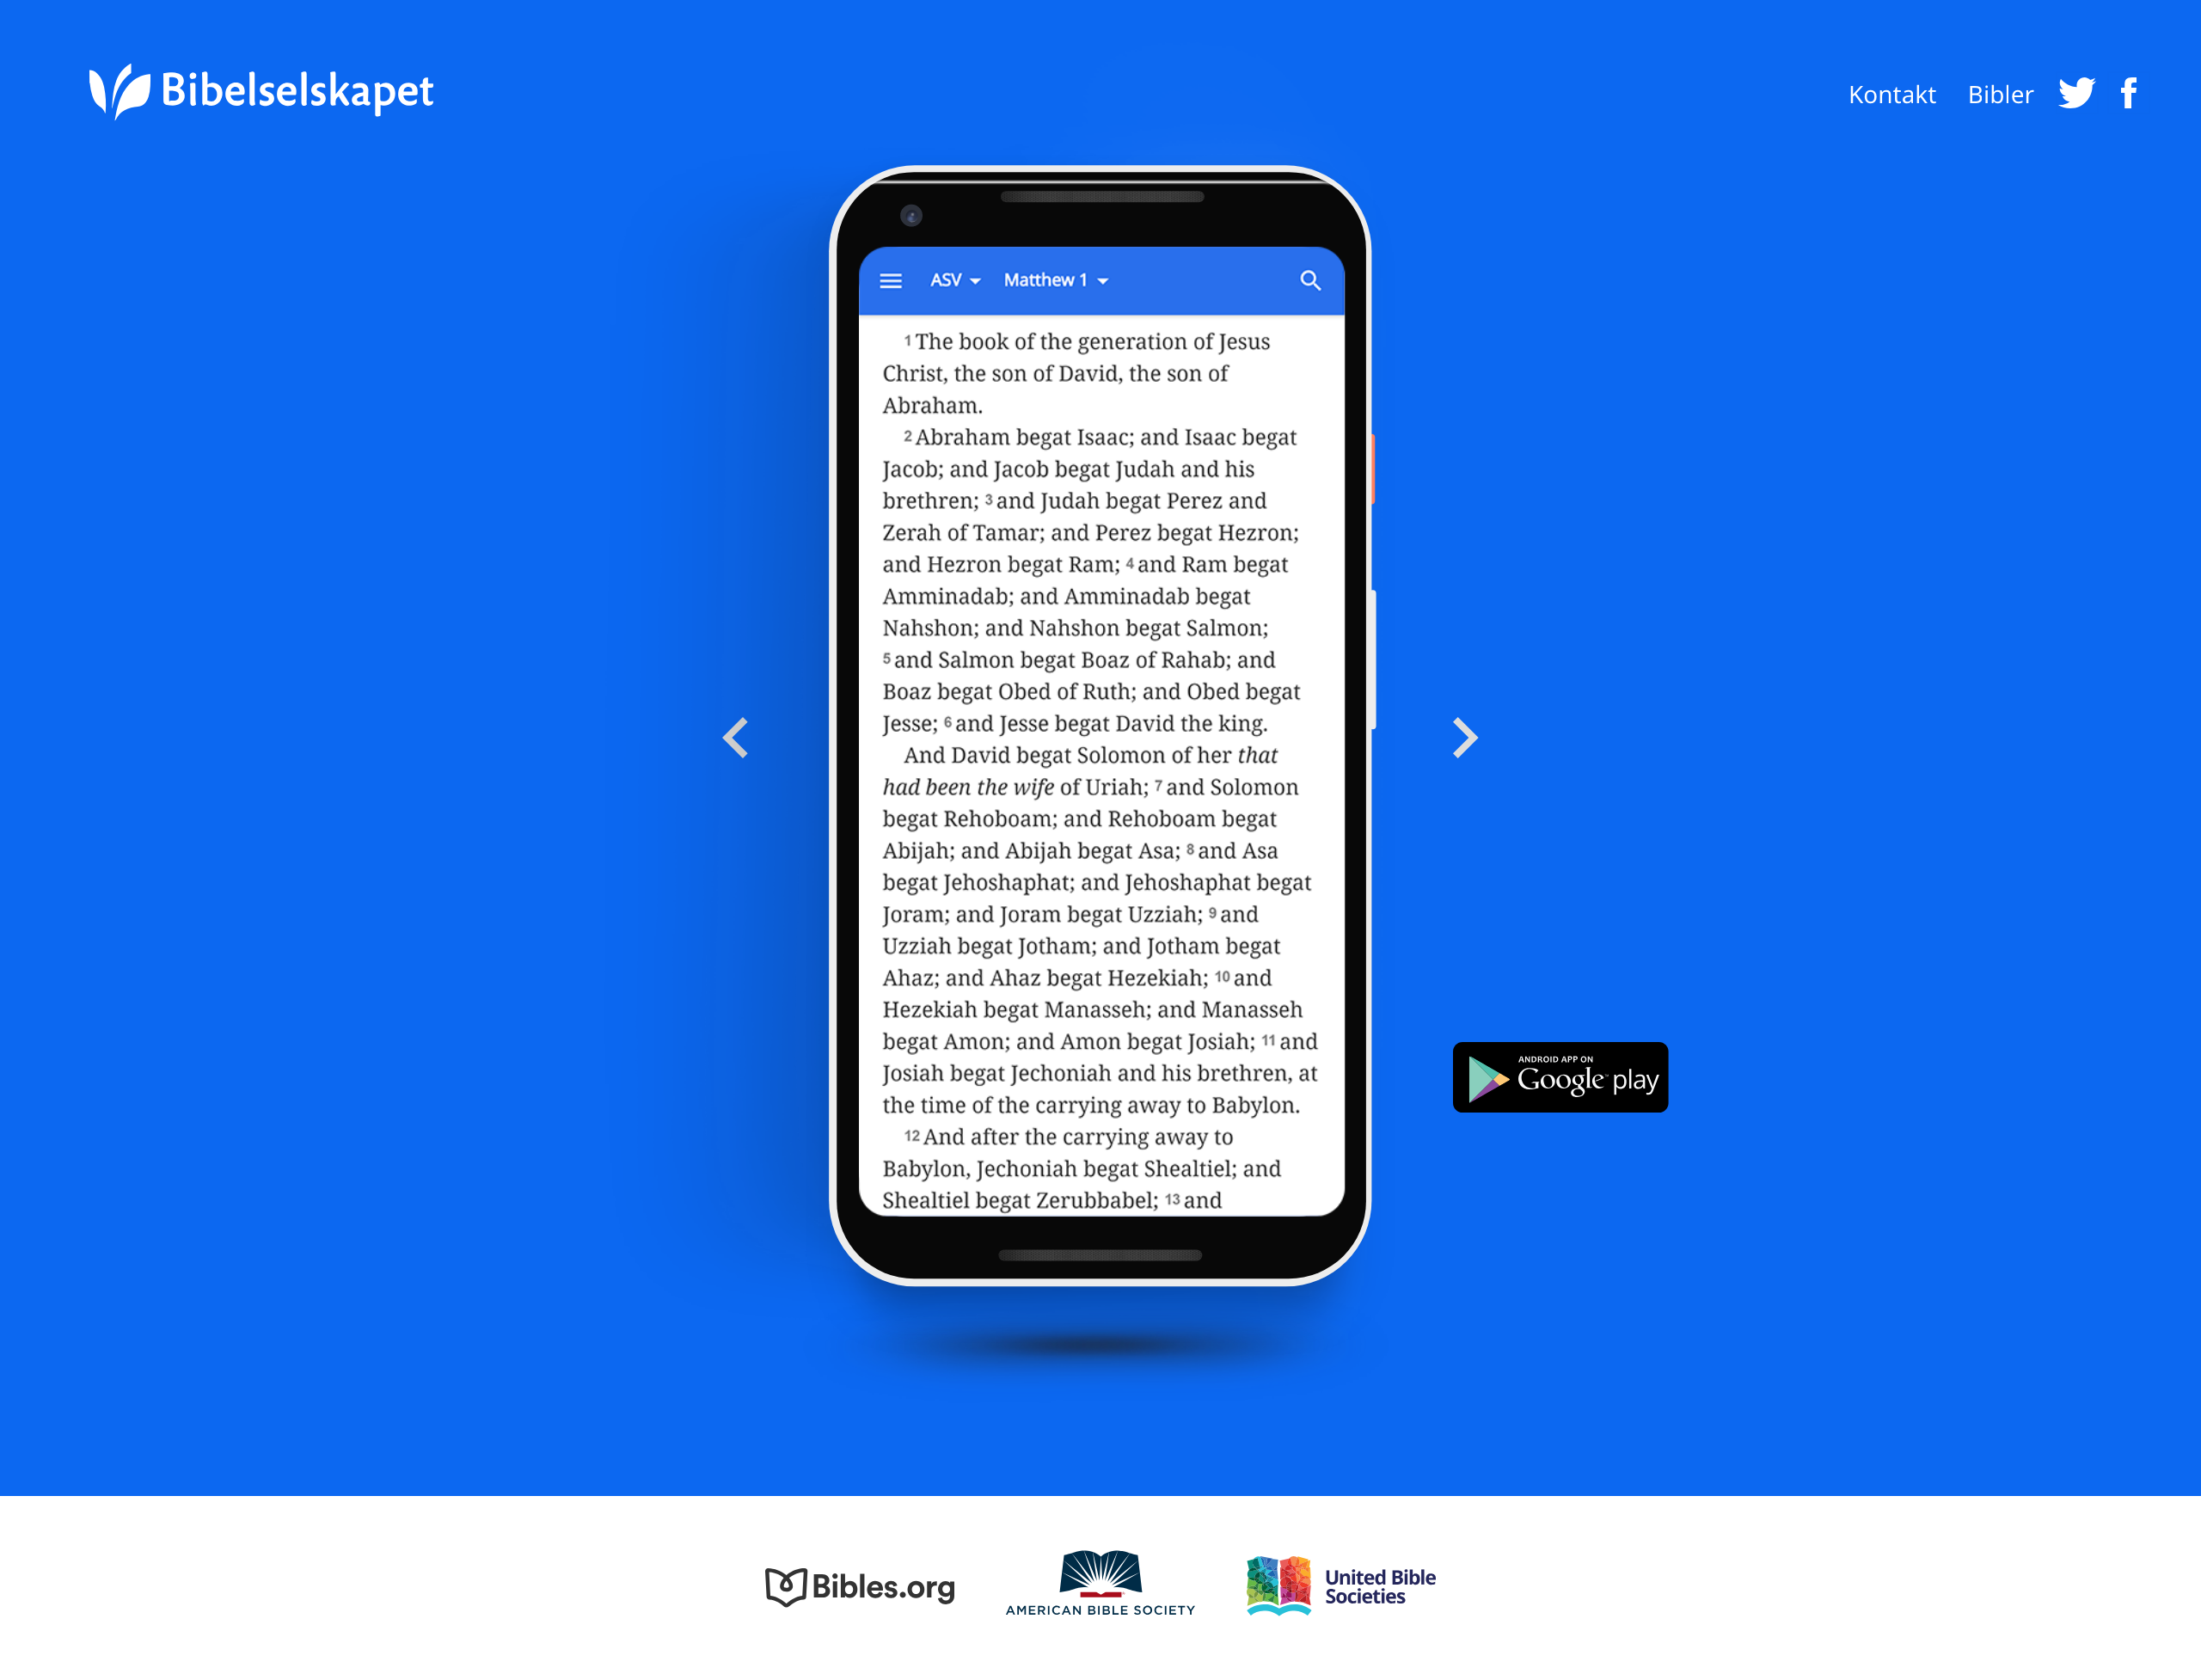 Bibelselskapet
Kontakt Bibler
ASV Matthew 1
1 The book of the generation of Jesus
Christ, the son of David, the son of
Abraham.
2 Abraham begat Isaac; and Isaac begat
Jacob; and Jacob begat Judah and his
brethren; 3 and Judah begat Perez and
Zerah of Tamar; and Perez begat Hezron;
and Hezron begat Ram; 4 and Ram begat
Amminadab; and Amminadab begat
Nahshon; and Nahshon begat Salmon;
5 and Salmon begat Boaz of Rahab; and
Boaz begat Obed of Ruth; and Obed begat
Jesse; 6 and Jesse begat David the king.
And David begat Solomon of her that
had been the wife of Uriah; 7 and Solomon
begat Rehoboam; and Rehoboam begat
Abijah; and Abijah begat Asa; 8 and Asa
begat Jehoshaphat; and Jehoshaphat begat
Joram; and Joram begat Uzziah; 9 and
Uzziah begat Jotham; and Jotham begat
Ahaz; and Ahaz begat Hezekiah; 10 and
Hezekiah begat Manasseh; and Manasseh
begat Amon; and Amon begat Josiah; 11 and
Josiah begat Jechoniah and his brethren, at
the time of the carrying away to Babylon.
12 And after the carrying away to
Babylon, Jechoniah begat Shealtiel; and
Shealtiel begat Zerubbabel; 13 and
ANDROID APP ON
Google play
Bibles.org
AMERICAN BIBLE SOCIETY
United Bible
Societies